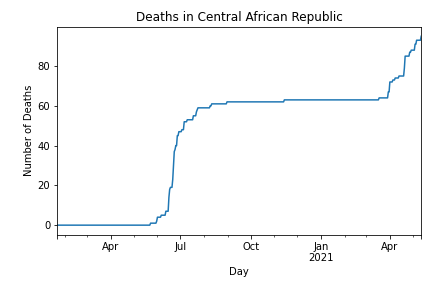 Deaths in Central African Republic
Number of Deaths
80
60
40
20
0
Apr
Jul
Oct
Jan
2021
Apr
Day